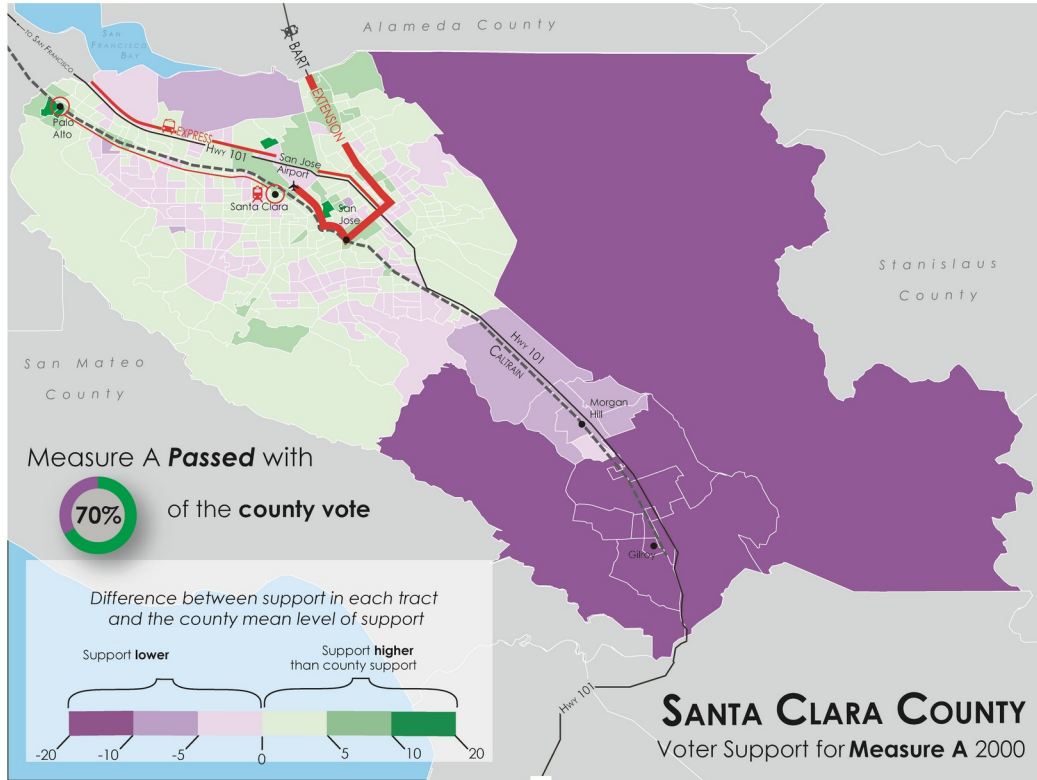 Alameda County
SAN
FRANCISCO
BAY
TO SAN FRANCISCO
BART
EXTENSION
Palo
Alto
EXPRESS
Hwy 101
San Jose
Airport
Santa Clara
San
Jose
Stanislaus
County
San Mateo
County
Hwy 101
CALTRAIN
Morgan
Hill
Gilroy
Hwy 101
Measure A Passed with
70%
of the county vote
Difference between support in each tract
and the county mean level of support
Support lower
Support higher
than county support
-20 -10 -5 0 5 10 20
SANTA CLARA COUNTY
Voter Support for Measure A 2000